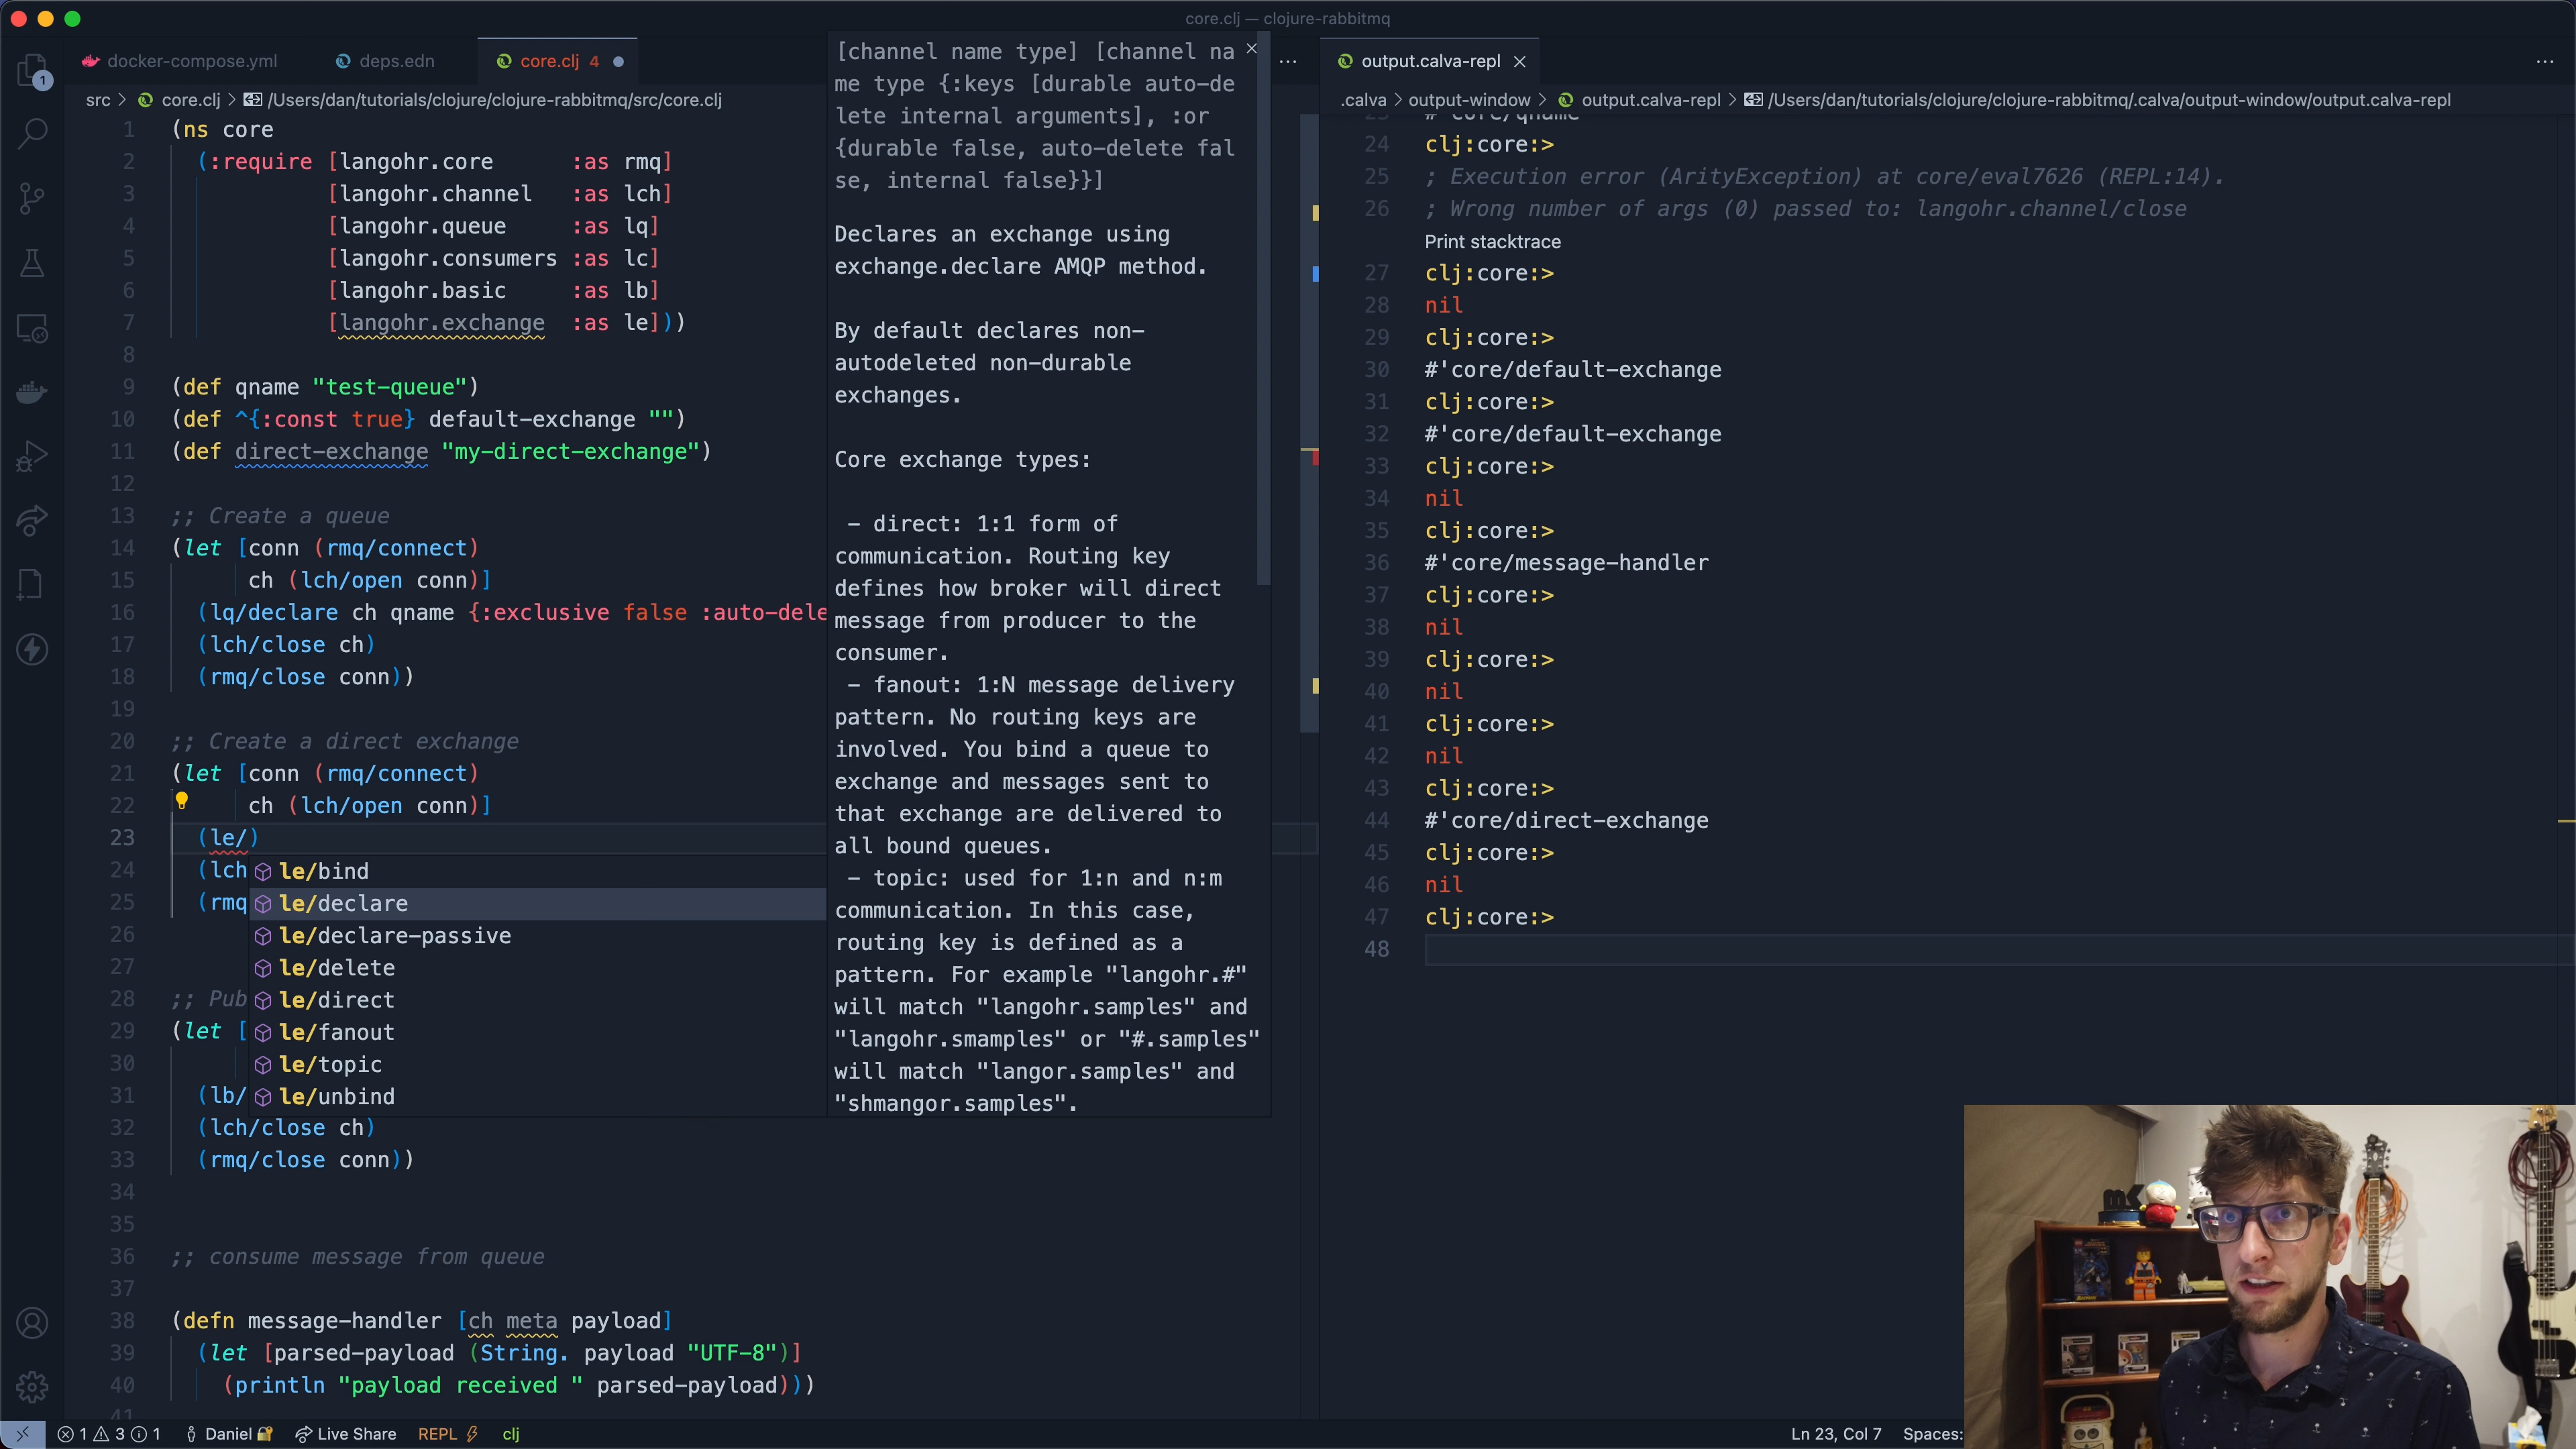 core.clj — clojure-rabbitmq
docker-compose.yml
deps.edn
core.clj 4
output.calva-repl
src > core.clj > /Users/dan/tutorials/clojure/clojure-rabbitmq/src/core.clj
.calva > output-window > output.calva-repl > /Users/dan/tutorials/clojure/clojure-rabbitmq/.calva/output-window/output.calva-repl
1
1 (ns core
2 (:require [langohr.core :as rmq]
3 [langohr.channel :as lch]
4 [langohr.queue :as lq]
5 [langohr.consumers :as lc]
6 [langohr.basic :as lb]
7 [langohr.exchange :as le]))
8
9 (def qname "test-queue")
10 (def ^{:const true} default-exchange "")
11 (def direct-exchange "my-direct-exchange")
12
13 ;; Create a queue
14 (let [conn (rmq/connect)
15 ch (lch/open conn)]
16 (lq/declare ch qname {:exclusive false :auto-dele
17 (lch/close ch)
18 (rmq/close conn))
19
20 ;; Create a direct exchange
21 (let [conn (rmq/connect)
22 ch (lch/open conn)]
23 (le/)
24 (lch
25 (rmq
26
27
28 ;; Pub
29 (let [
30
31 (lb/
32 (lch/close ch)
33 (rmq/close conn))
34
35
36 ;; consume message from queue
37
38 (defn message-handler [ch meta payload]
39 (let [parsed-payload (String. payload "UTF-8")]
40 (println "payload received " parsed-payload)))
41
le/bind
le/declare
le/declare-passive
le/delete
le/direct
le/fanout
le/topic
le/unbind
[channel name type] [channel na
me type {:keys [durable auto-de
lete internal arguments], :or
{durable false, auto-delete fal
se, internal false}}]
Declares an exchange using
exchange.declare AMQP method.
By default declares non-
autodeleted non-durable
exchanges.
Core exchange types:
- direct: 1:1 form of
communication. Routing key
defines how broker will direct
message from producer to the
consumer.
- fanout: 1:N message delivery
pattern. No routing keys are
involved. You bind a queue to
exchange and messages sent to
that exchange are delivered to
all bound queues.
- topic: used for 1:n and n:m
communication. In this case,
routing key is defined as a
pattern. For example "langohr.#"
will match "langohr.samples" and
"langohr.smamples" or "#.samples"
will match "langor.samples" and
"shmangor.samples".
23 #'core/qname
24 clj:core:>
25 ; Execution error (ArityException) at core/eval7626 (REPL:14).
26 ; Wrong number of args (0) passed to: langohr.channel/close
Print stacktrace
27 clj:core:>
28 nil
29 clj:core:>
30 #'core/default-exchange
31 clj:core:>
32 #'core/default-exchange
33 clj:core:>
34 nil
35 clj:core:>
36 #'core/message-handler
37 clj:core:>
38 nil
39 clj:core:>
40 nil
41 clj:core:>
42 nil
43 clj:core:>
44 #'core/direct-exchange
45 clj:core:>
46 nil
47 clj:core:>
48
1 3 1 Daniel Live Share REPL clj
Ln 23, Col 7 Spaces: